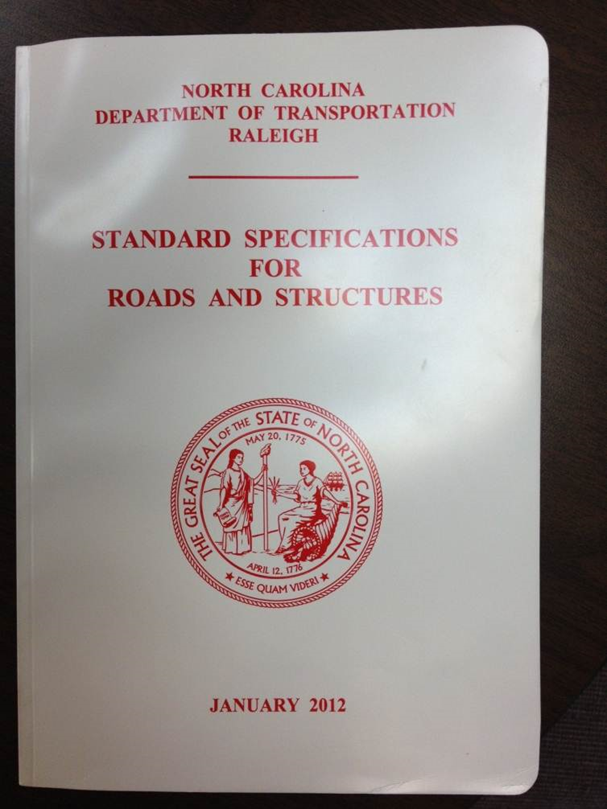 NORTH CAROLINA
DEPARTMENT OF TRANSPORTATION
RALEIGH
STANDARD SPECIFICATIONS
FOR
ROADS AND STRUCTURES
THE GREAT SEAL OF THE STATE OF NORTH CAROLINA
MAY 20, 1775
APRIL 12, 1776
★ ESSE QUAM VIDERI ★
JANUARY 2012